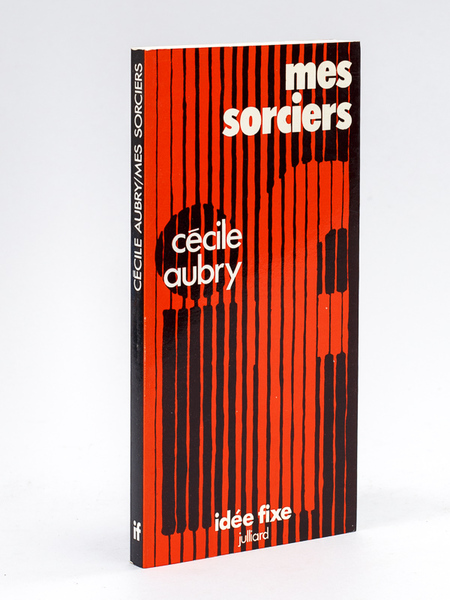 mes
sorciers
cécile
aubry
idée fixe
julliard
CÉCILE AUBRY/MES SORCIERS
if